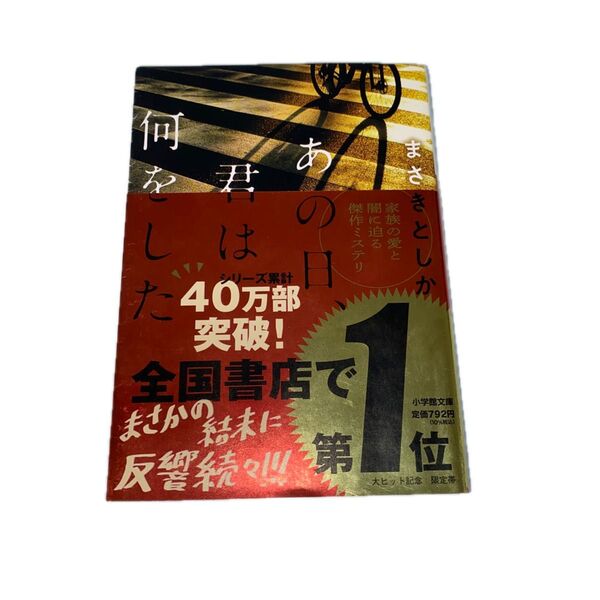 まさきとしか
あの日、
君は
何をした
家族の愛と
闇に迫る
傑作ミステリ
シリーズ累計
40万部
突破!
全国書店で
第1位
まさかの
結末に
反響続々!!!
小学館文庫
定価792円
(10%税込)
大ヒット記念 限定帯